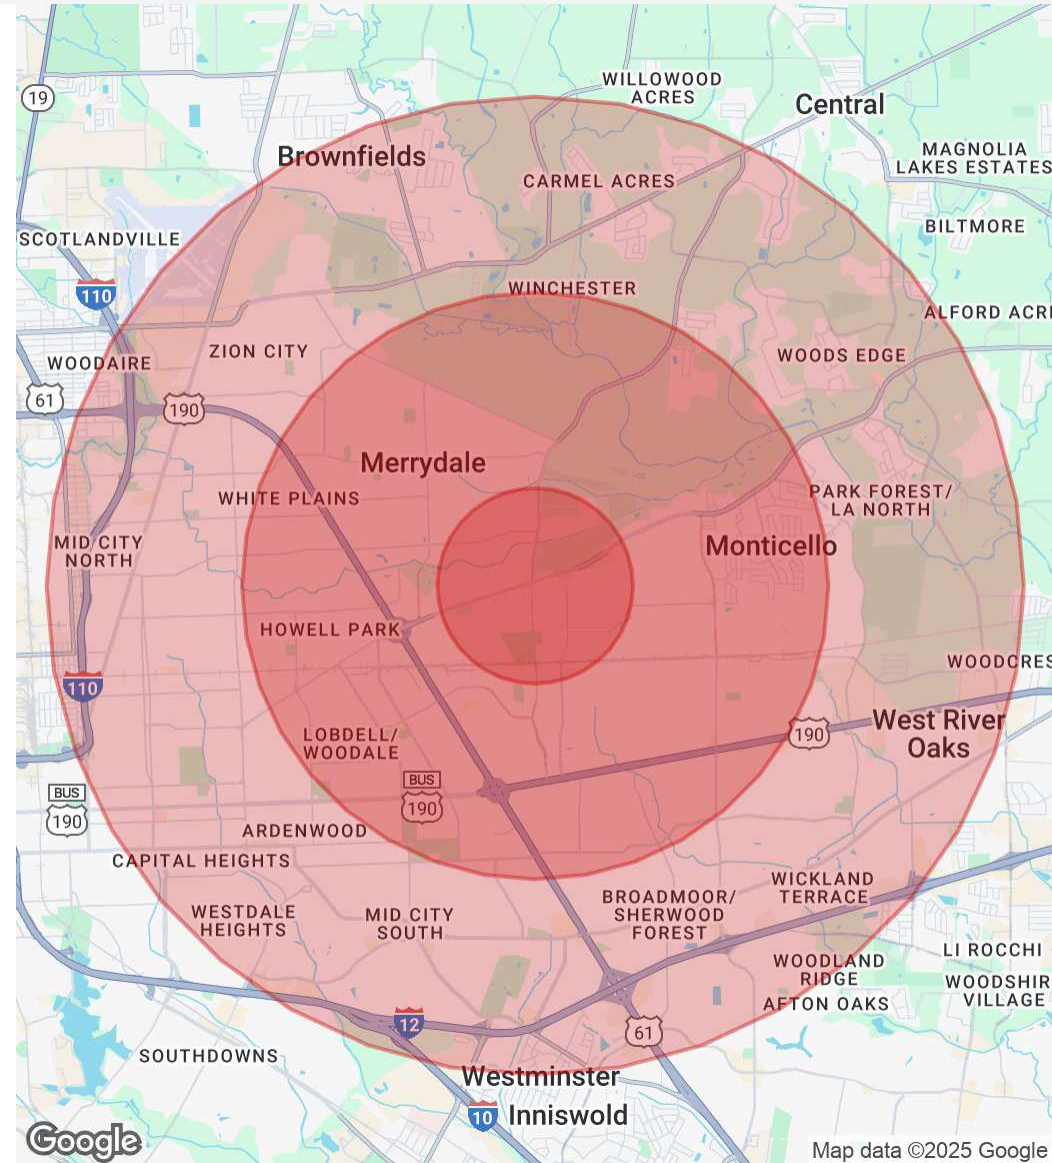 WILLOWOOD
ACRES
19
Central
MAGNOLIA
LAKES ESTATES
Brownfields
CARMEL ACRES
BILTMORE
SCOTLANDVILLE
110
WINCHESTER
ALFORD ACRE
ZION CITY
WOODS EDGE
WOODAIRE
61
190
Merrydale
WHITE PLAINS
PARK FOREST/
LA NORTH
MID CITY
NORTH
Monticello
HOWELL PARK
WOODCRES
110
West River
Oaks
190
LOBDELL/
WOODALE
BUS
190
BUS
190
ARDENWOOD
CAPITAL HEIGHTS
WICKLAND
TERRACE
BROADMOOR/
SHERWOOD
FOREST
WESTDALE
HEIGHTS
MID CITY
SOUTH
LI ROCCHI
WOODLAND
RIDGE
WOODSHIR
VILLAGE
AFTON OAKS
12
61
SOUTHDOWNS
Westminster
10
Inniswold
Google
Map data ©2025 Google